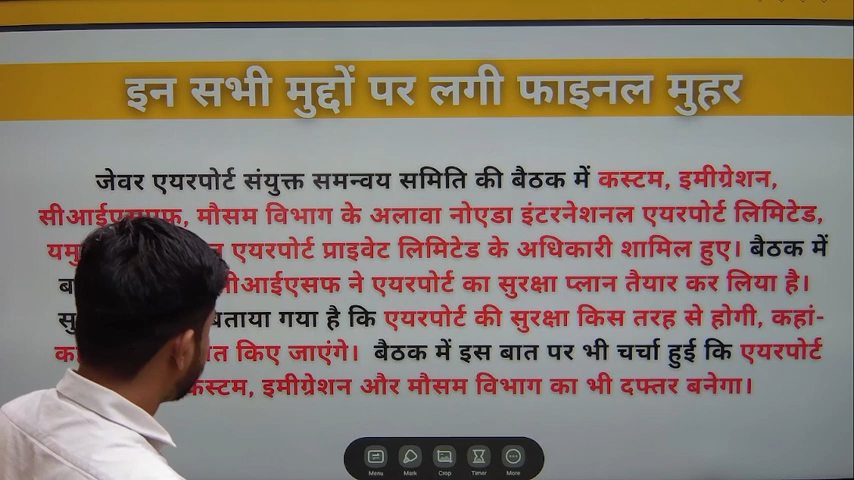 इन सभी मुद्दों पर लगी फाइनल मुहर
जेवर एयरपोर्ट संयुक्त समन्वय समिति की बैठक में कस्टम, इमीग्रेशन,
मौसम विभाग के अलावा नोएडा इंटरनेशनल एयरपोर्ट लिमिटेड,
एयरपोर्ट प्राइवेट लिमिटेड के अधिकारी शामिल हुए। बैठक में
ने एयरपोर्ट का सुरक्षा प्लान तैयार कर लिया है।
बताया गया है कि एयरपोर्ट की सुरक्षा किस तरह से होगी, कहां-
किए जाएंगे। बैठक में इस बात पर भी चर्चा हुई कि एयरपोर्ट
कस्टम, इमीग्रेशन और मौसम विभाग का भी दफ्तर बनेगा।
Menu Mark Crop Timer More